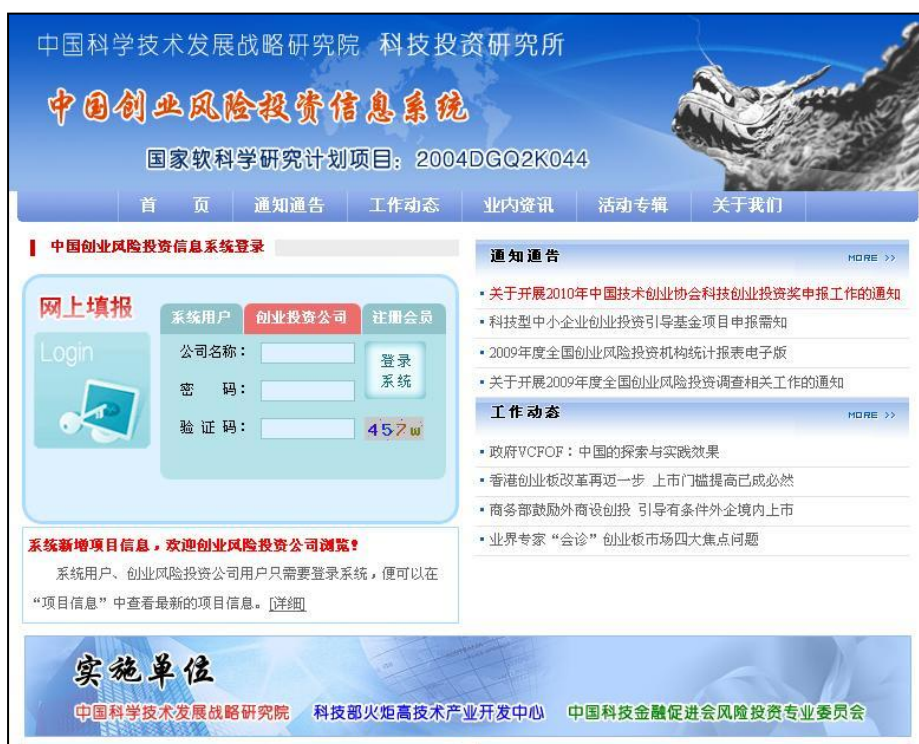 中国科学技术发展战略研究院 科技投资研究所
中国创业风险投资信息系统
国家软科学研究计划项目：2004DGQ2K044
首 页 通知通告 工作动态 业内资讯 活动专辑 关于我们
中国创业风险投资信息系统登录
网上填报
Login
系统用户 创业投资公司 注册会员
公司名称：
密 码：
验 证 码：
登录
系统
457w
系统新增项目信息，欢迎创业风险投资公司浏览！
系统用户、创业风险投资公司用户只需要登录系统，便可以在
“项目信息”中查看最新的项目信息。[详细]
通知通告 MORE >>
关于开展2010年中国技术创业协会科技创业投资奖申报工作的通知
科技型中小企业创业投资引导基金项目申报需知
2009年度全国创业风险投资机构统计报表电子版
关于开展2009年度全国创业风险投资调查相关工作的通知
工作动态 MORE >>
政府VCFOF：中国的探索与实践效果
香港创业板改革再迈一步 上市门槛提高已成必然
商务部鼓励外商设创投 引导有条件外企境内上市
业界专家“会诊”创业板市场四大焦点问题
实施单位
中国科学技术发展战略研究院 科技部火炬高技术产业开发中心 中国科技金融促进会风险投资专业委员会